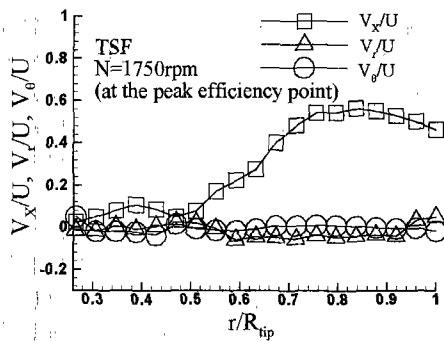 V_X/U
V_r/U
V_θ/U
TSF
N=1750rpm
(at the peak efficiency point)
V_X/U, V_r/U, V_θ/U
1
0.8
0.6
0.4
0.2
0
-0.2
0.3 0.4 0.5 0.6 0.7 0.8 0.9 1
r/R_tip